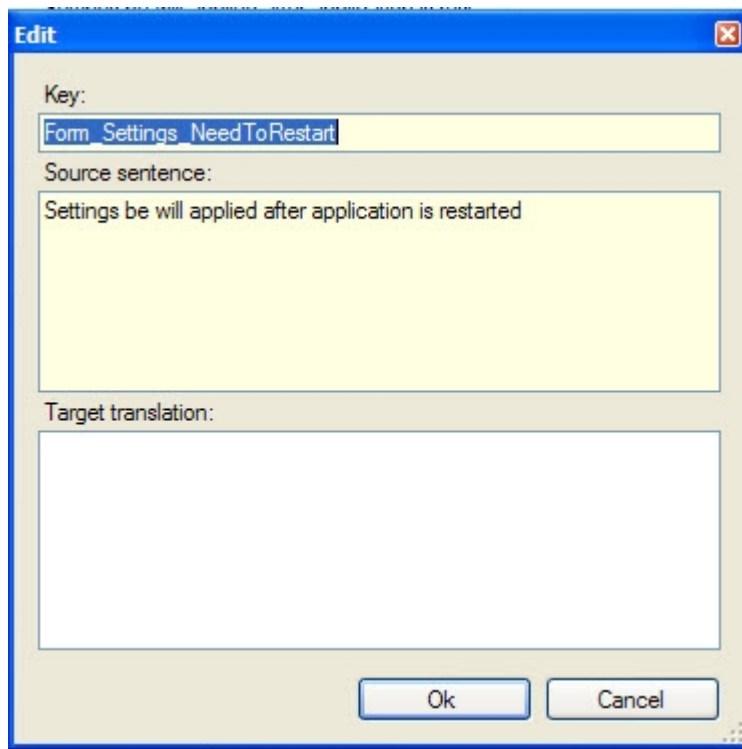 Edit
Key:
Form_Settings_NeedToRestart
Source sentence:
Settings be will applied after application is restarted
Target translation:
Ok
Cancel